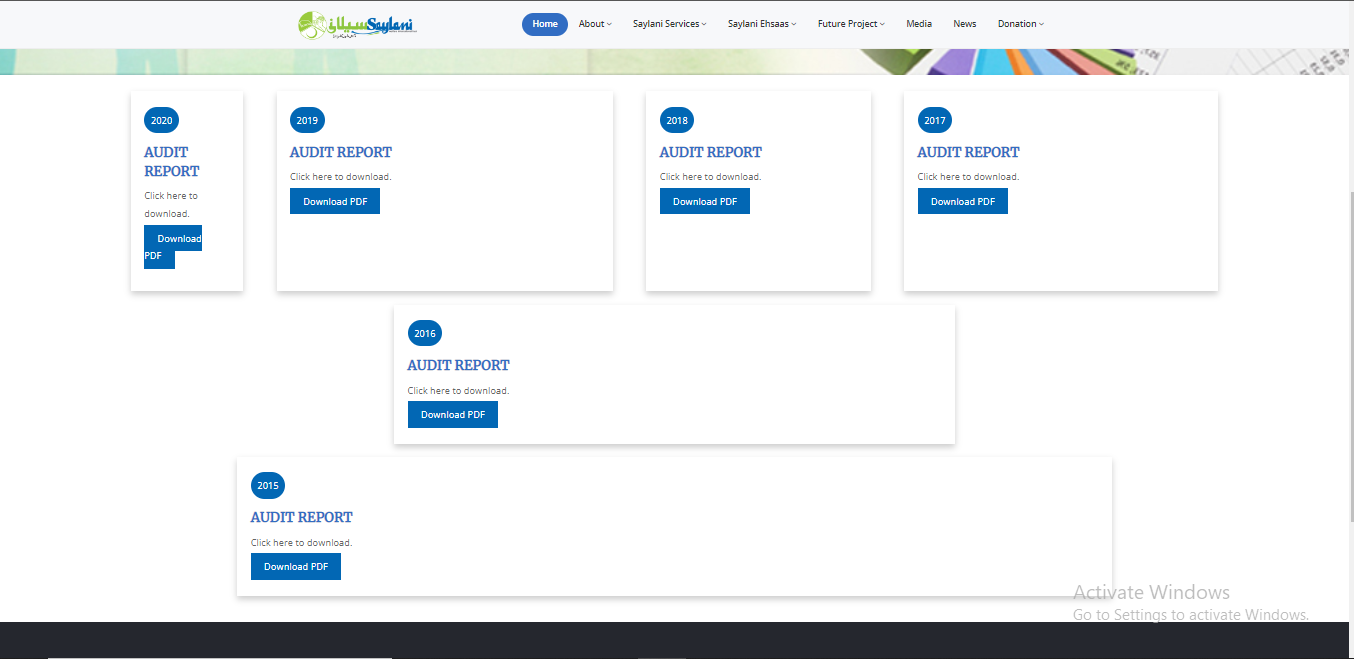 سیلانی Saylani
Home
About
Saylani Services
Saylani Ehsaas
Future Project
Media
News
Donation
2020
AUDIT
REPORT
Click here to
download.
Download
PDF
2019
AUDIT REPORT
Click here to download.
Download PDF
2018
AUDIT REPORT
Click here to download.
Download PDF
2017
AUDIT REPORT
Click here to download.
Download PDF
2016
AUDIT REPORT
Click here to download.
Download PDF
2015
AUDIT REPORT
Click here to download.
Download PDF
Activate Windows
Go to Settings to activate Windows.